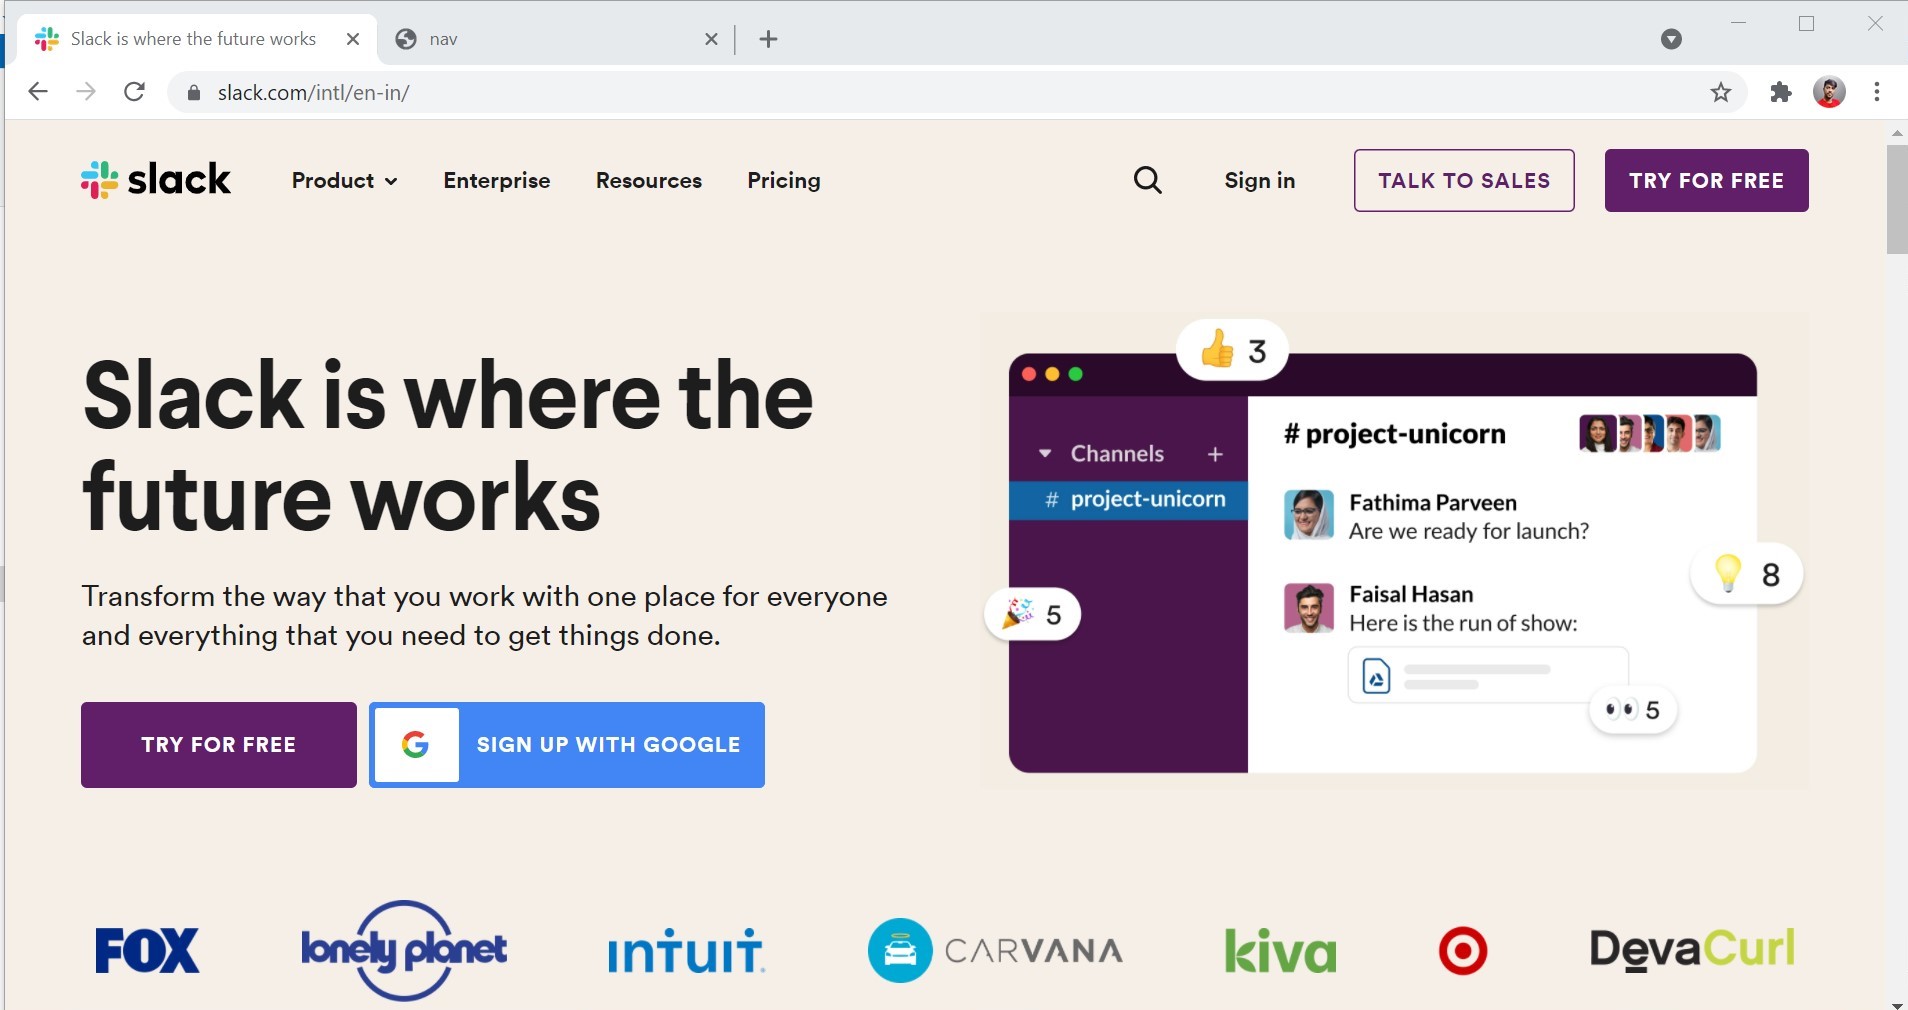 Slack is where the future works
nav
slack.com/intl/en-in/
slack
Product
Enterprise
Resources
Pricing
Sign in
TALK TO SALES
TRY FOR FREE
Slack is where the
future works
Transform the way that you work with one place for everyone
and everything that you need to get things done.
TRY FOR FREE
G
SIGN UP WITH GOOGLE
3
Channels +
# project-unicorn
# project-unicorn
Fathima Parveen
Are we ready for launch?
8
Faisal Hasan
Here is the run of show:
5
5
FOX
lonely planet
intuit.
CARVANA
kiva
DevaCurl